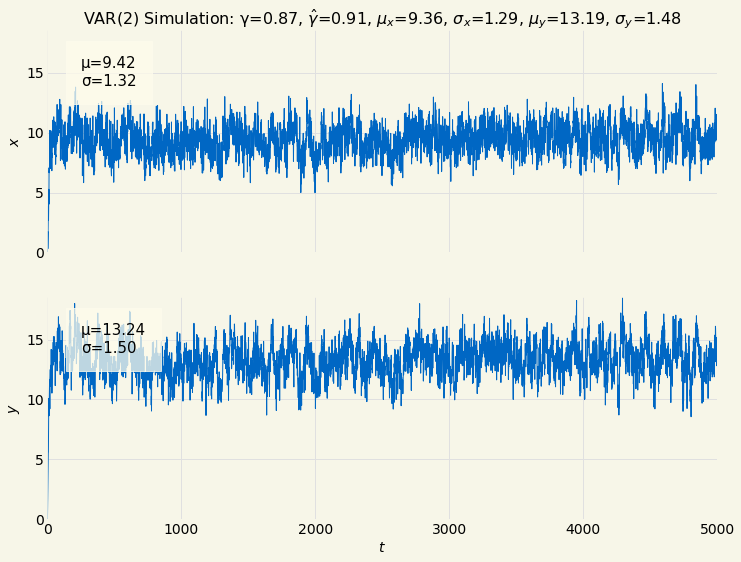 VAR(2) Simulation: γ=0.87, γ̂=0.91, μₓ=9.36, σₓ=1.29, μ_y=13.19, σ_y=1.48
μ=9.42
σ=1.32
15
10
5
0
x
μ=13.24
σ=1.50
15
10
5
0
y
0 1000 2000 3000 4000 5000
t